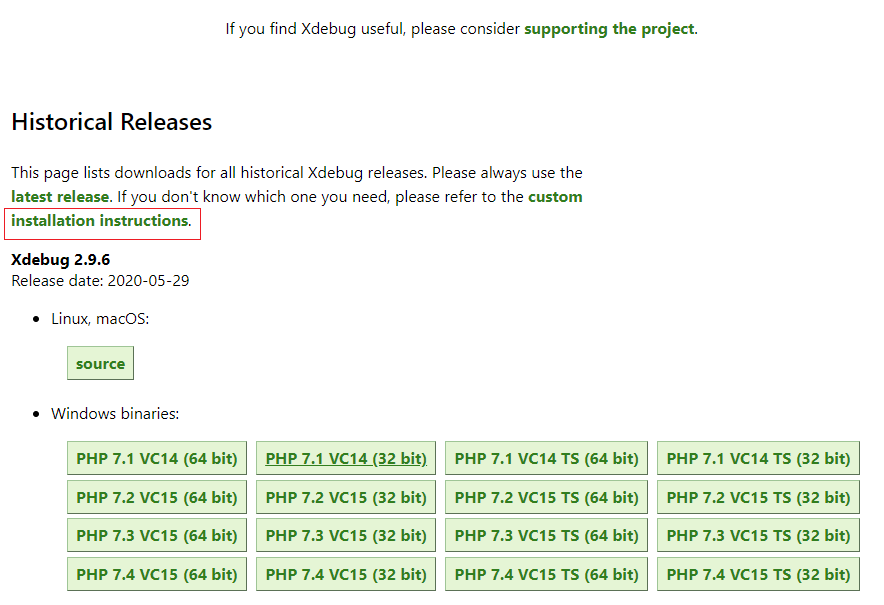 If you find Xdebug useful, please consider supporting the project.
Historical Releases
This page lists downloads for all historical Xdebug releases. Please always use the
latest release. If you don't know which one you need, please refer to the custom
installation instructions.
Xdebug 2.9.6
Release date: 2020-05-29
Linux, macOS:
source
Windows binaries:
PHP 7.1 VC14 (64 bit) PHP 7.1 VC14 (32 bit) PHP 7.1 VC14 TS (64 bit) PHP 7.1 VC14 TS (32 bit)
PHP 7.2 VC15 (64 bit) PHP 7.2 VC15 (32 bit) PHP 7.2 VC15 TS (64 bit) PHP 7.2 VC15 TS (32 bit)
PHP 7.3 VC15 (64 bit) PHP 7.3 VC15 (32 bit) PHP 7.3 VC15 TS (64 bit) PHP 7.3 VC15 TS (32 bit)
PHP 7.4 VC15 (64 bit) PHP 7.4 VC15 (32 bit) PHP 7.4 VC15 TS (64 bit) PHP 7.4 VC15 TS (32 bit)